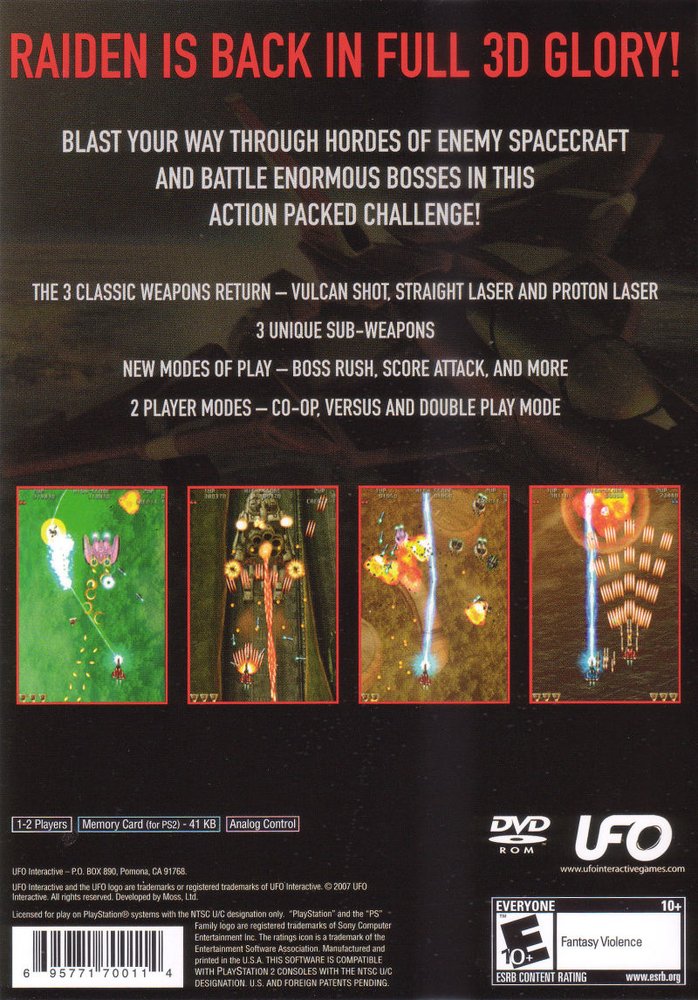 RAIDEN IS BACK IN FULL 3D GLORY!
BLAST YOUR WAY THROUGH HORDES OF ENEMY SPACECRAFT
AND BATTLE ENORMOUS BOSSES IN THIS
ACTION PACKED CHALLENGE!
THE 3 CLASSIC WEAPONS RETURN – VULCAN SHOT, STRAIGHT LASER AND PROTON LASER
3 UNIQUE SUB-WEAPONS
NEW MODES OF PLAY – BOSS RUSH, SCORE ATTACK, AND MORE
2 PLAYER MODES – CO-OP, VERSUS AND DOUBLE PLAY MODE
1-2 Players
Memory Card (for PS2) - 41 KB
Analog Control
DVD
ROM
UFO
www.ufointeractivegames.com
UFO Interactive – P.O. BOX 890, Pomona, CA 91768.
UFO Interactive and the UFO logo are trademarks or registered trademarks of UFO Interactive. © 2007 UFO
Interactive. All rights reserved. Developed by Moss, Ltd.
Licensed for play on PlayStation® systems with the NTSC U/C designation only. "PlayStation" and the "PS"
Family logo are registered trademarks of Sony Computer
Entertainment Inc. The ratings icon is a trademark of the
Entertainment Software Association. Manufactured and
printed in the U.S.A. THIS SOFTWARE IS COMPATIBLE
WITH PLAYSTATION 2 CONSOLES WITH THE NTSC U/C
DESIGNATION. U.S. AND FOREIGN PATENTS PENDING.
6 95771 70011 4
EVERYONE 10+
E
10+
TM
Fantasy Violence
ESRB CONTENT RATING www.esrb.org